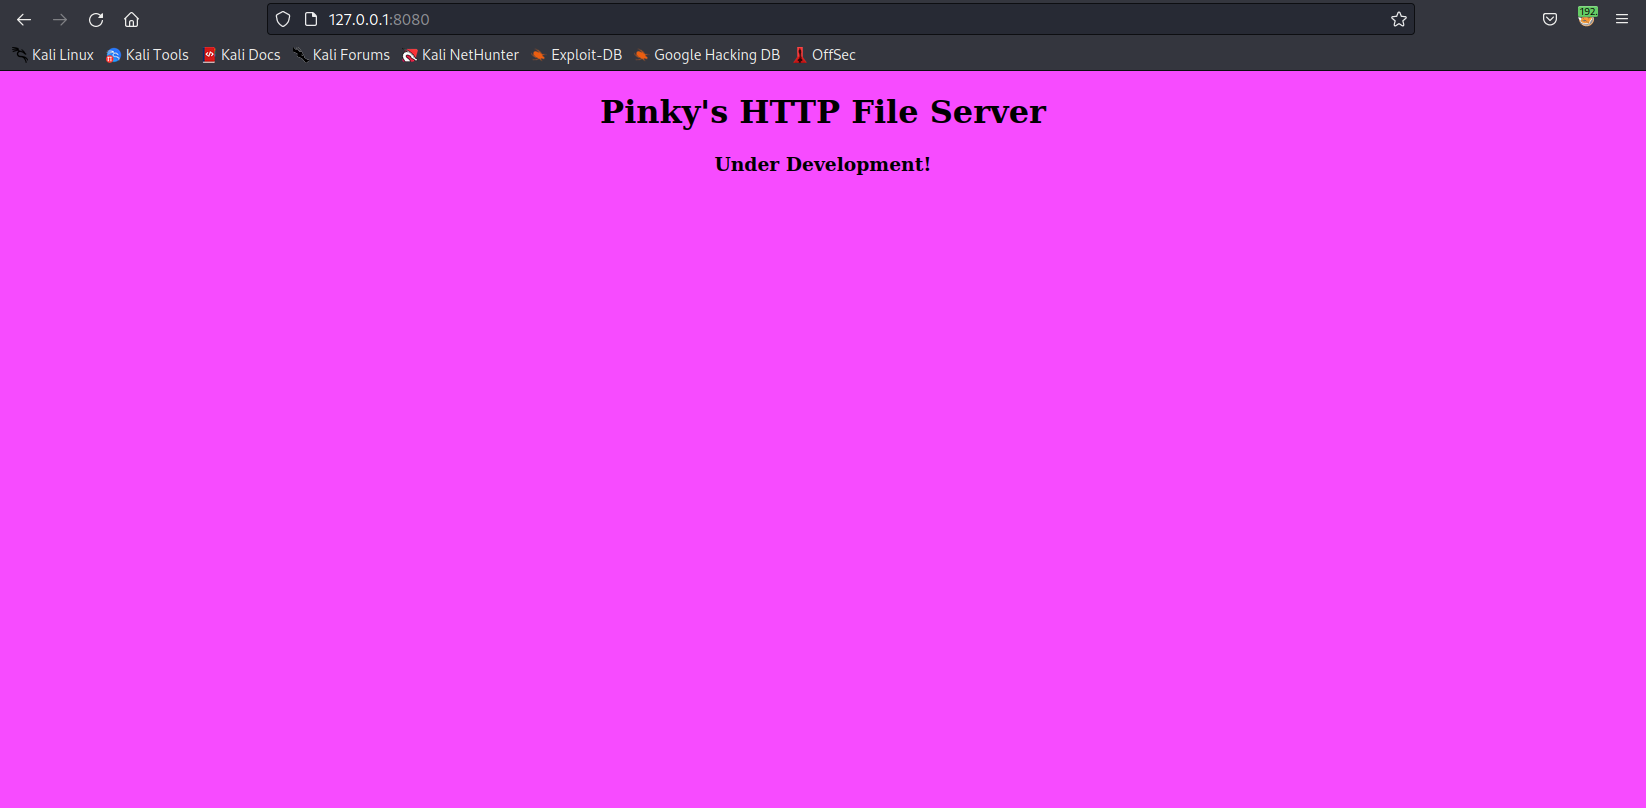 127.0.0.1:8080
192.
Kali Linux Kali Tools Kali Docs Kali Forums Kali NetHunter Exploit-DB Google Hacking DB OffSec
Pinky's HTTP File Server
Under Development!